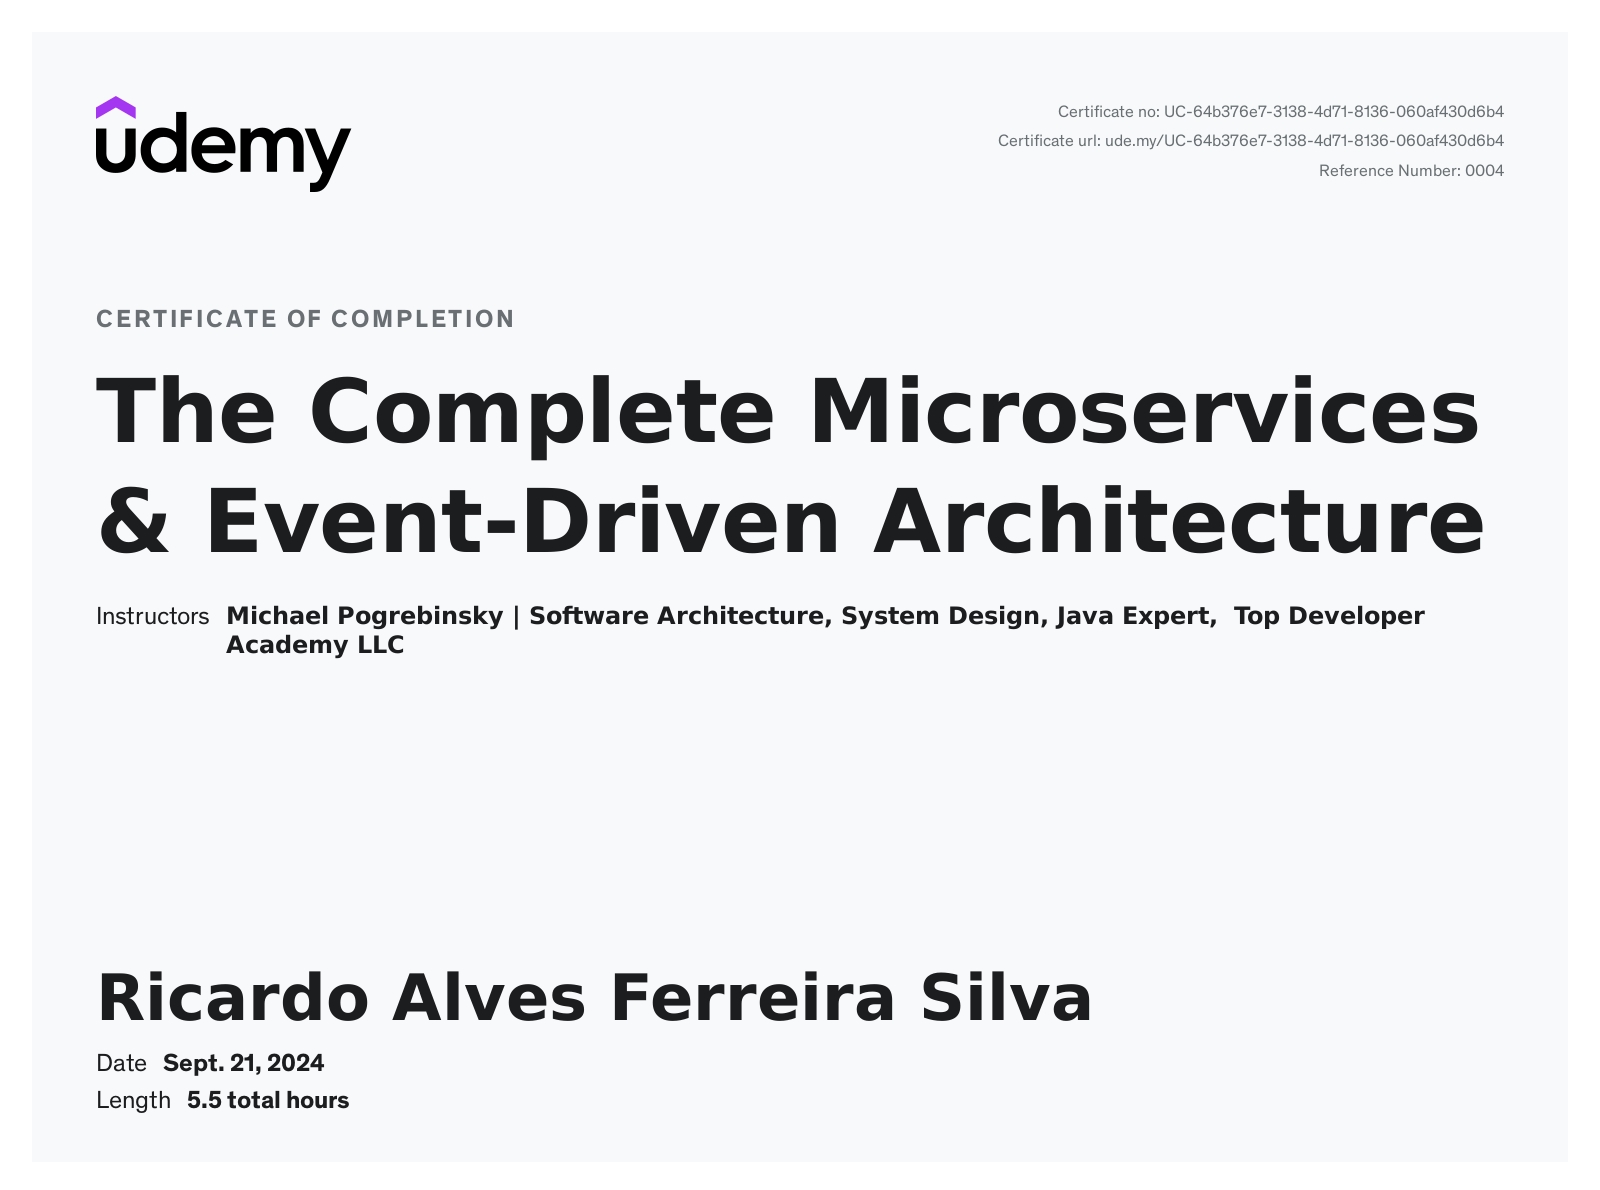 udemy
Certificate no: UC-64b376e7-3138-4d71-8136-060af430d6b4
Certificate url: ude.my/UC-64b376e7-3138-4d71-8136-060af430d6b4
Reference Number: 0004
CERTIFICATE OF COMPLETION
The Complete Microservices
& Event-Driven Architecture
Instructors Michael Pogrebinsky | Software Architecture, System Design, Java Expert, Top Developer
Academy LLC
Ricardo Alves Ferreira Silva
Date Sept. 21, 2024
Length 5.5 total hours